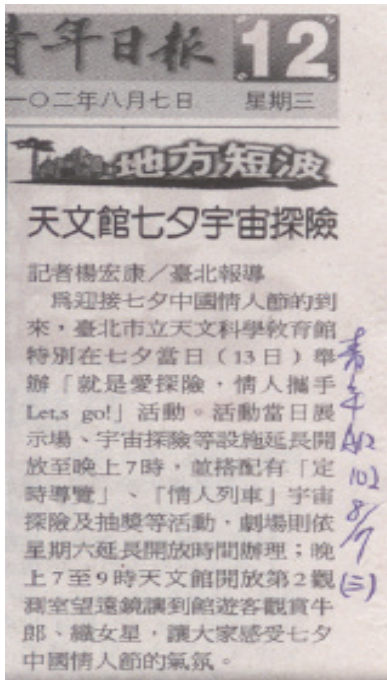 青年日報 12
一〇二年八月七日 星期三
地方短波
天文館七夕宇宙探險
記者楊宏康／臺北報導
爲迎接七夕中國情人節的到
來，臺北市立天文科學教育館
特別在七夕當日（13日）舉
辦「就是愛探險，情人攜手
Let,s go!」活動。活動當日展
示場、宇宙探險等設施延長開
放至晚上7時，並搭配有「定
時導覽」、「情人列車」宇宙
探險及抽獎等活動，劇場則依
星期六延長開放時間辦理；晚
上7至9時天文館開放第2觀
測室望遠鏡讓到館遊客觀賞牛
郎、織女星，讓大家感受七夕
中國情人節的氣氛。
青年
102
8/7
(三)